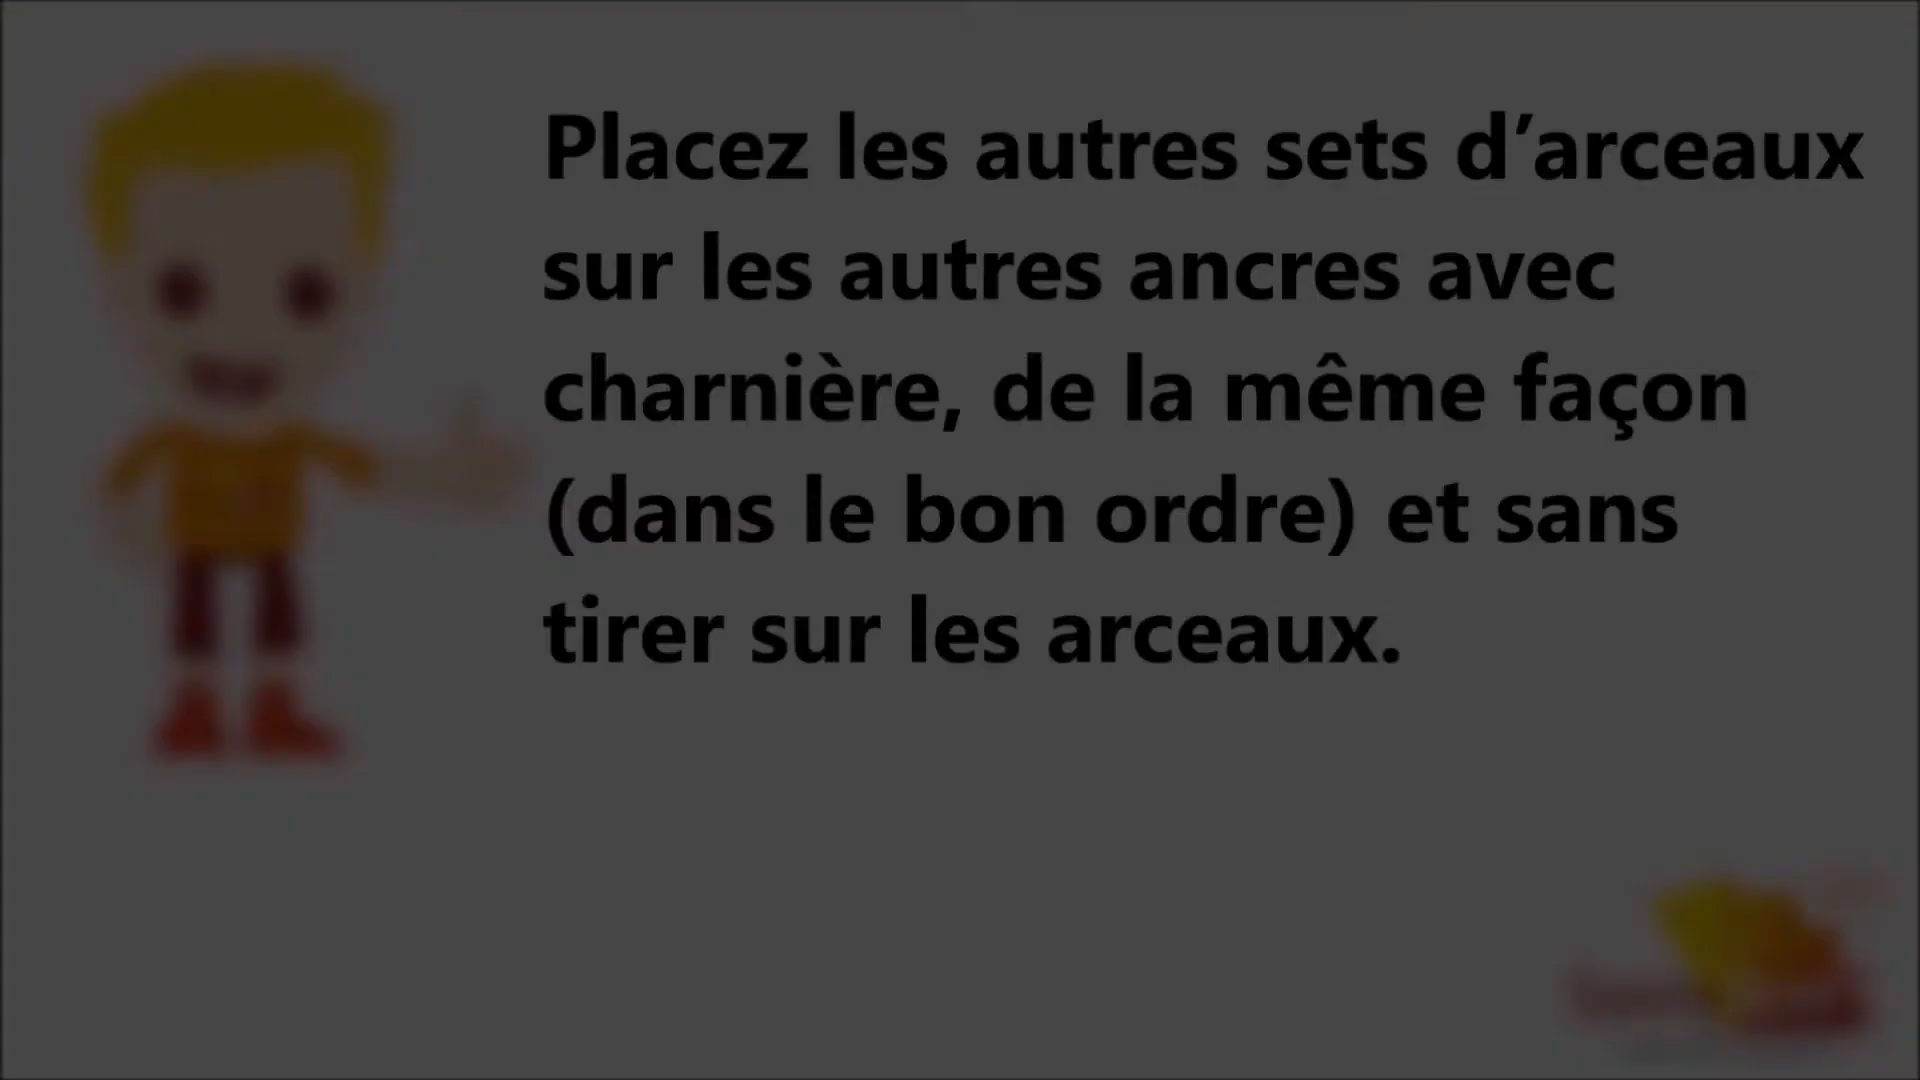 Placez les autres sets d’arceaux
sur les autres ancres avec
charnière, de la même façon
(dans le bon ordre) et sans
tirer sur les arceaux.